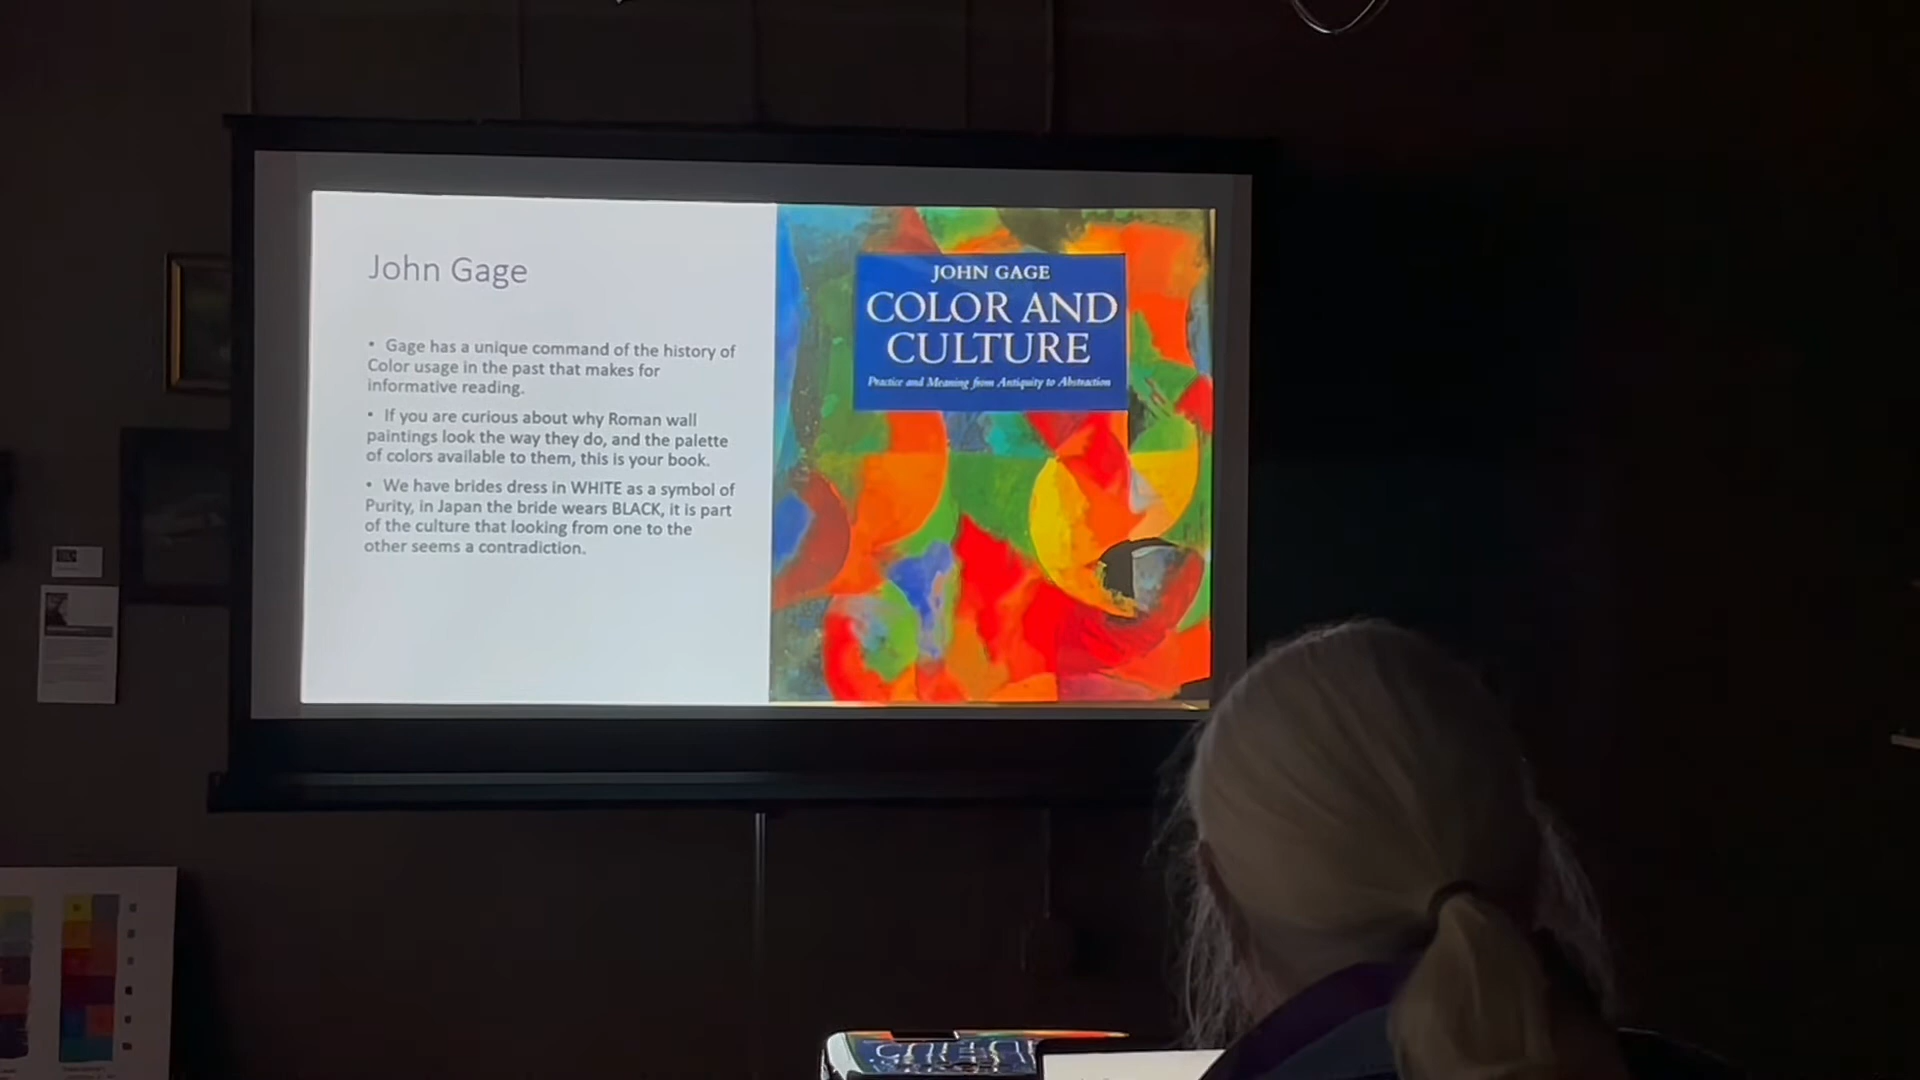 John Gage
• Gage has a unique command of the history of
Color usage in the past that makes for
informative reading.
• If you are curious about why Roman wall
paintings look the way they do, and the palette
of colors available to them, this is your book.
• We have brides dress in WHITE as a symbol of
Purity, in Japan the bride wears BLACK, it is part
of the culture that looking from one to the
other seems a contradiction.
JOHN GAGE
COLOR AND
CULTURE
Practice and Meaning from Antiquity to Abstraction